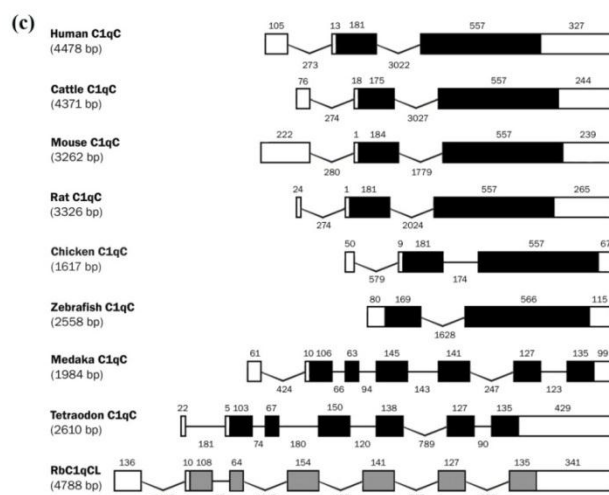 (c)
105 13 181 557 327
Human C1qC
(4478 bp)
273 3022
76 18 175 557 244
Cattle C1qC
(4371 bp)
274 3027
222 1 184 557 239
Mouse C1qC
(3262 bp)
280 1779
24 1 181 557 265
Rat C1qC
(3326 bp)
274 2024
50 9 181 557 67
Chicken C1qC
(1617 bp)
579 174
80 169 566 115
Zebrafish C1qC
(2558 bp)
1628
61 10 106 63 145 141 127 135 99
Medaka C1qC
(1984 bp)
424 66 94 143 247 123
22 5 103 67 150 138 127 135 429
Tetraodon C1qC
(2610 bp)
181 74 180 120 789 90
136 10 108 64 154 141 127 135 341
RbC1qCL
(4788 bp)